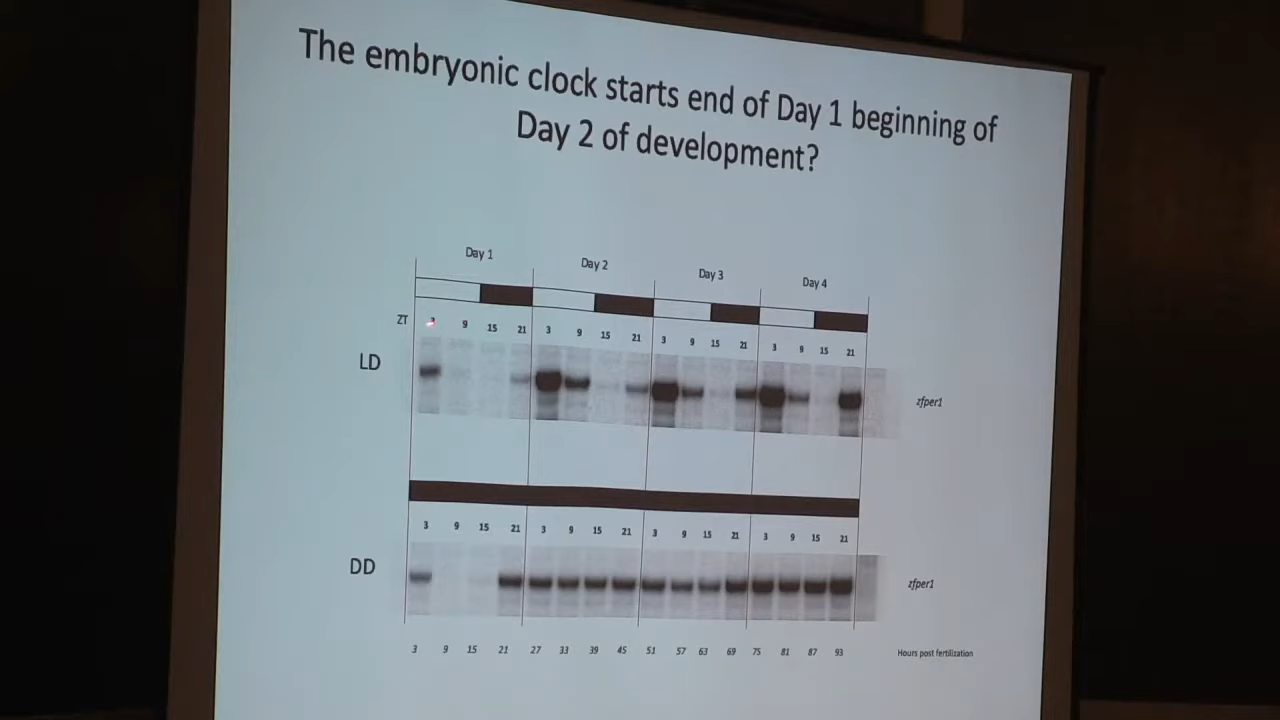 The embryonic clock starts end of Day 1 beginning of
Day 2 of development?
Day 1 Day 2 Day 3 Day 4
ZT 3 9 15 21 3 9 15 21 3 9 15 21 3 9 15 21
LD
zfper1
3 9 15 21 3 9 15 21 3 9 15 21 3 9 15 21
DD
zfper1
3 9 15 21 27 33 39 45 51 57 63 69 75 81 87 93 Hours post fertilization